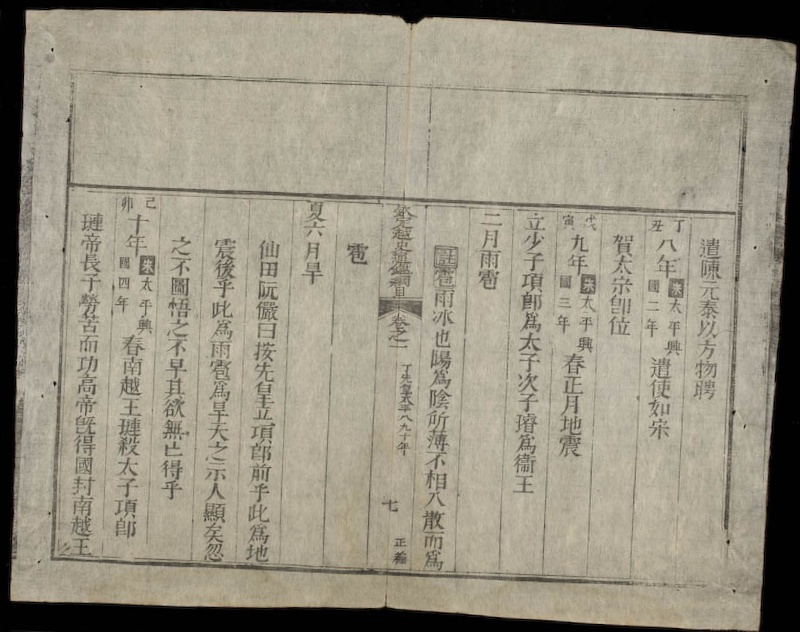 遣陳元泰以方物聘
丁丑八年宋太平興國二年遣使如宋
賀太宗卽位
戊寅九年宋太平興國三年春正月地震
立少子項郎爲太子次子璿爲衞王
二月雨雹
註雹雨冰也陽爲陰所薄不相入散而爲
欽定越史通鑑綱目卷之一 丁先皇太平八九十年 七 正編
雹
夏六月旱
仙田阮儼曰按先皇立項郎前乎此爲地
震後乎此爲雨雹爲旱天之示人顯矣忽
之不圖悟之不早其欲無亡得乎
己卯十年宋太平興國四年春南越王璉殺太子項郎
璉帝長子勞苦而功高帝旣得國封南越王